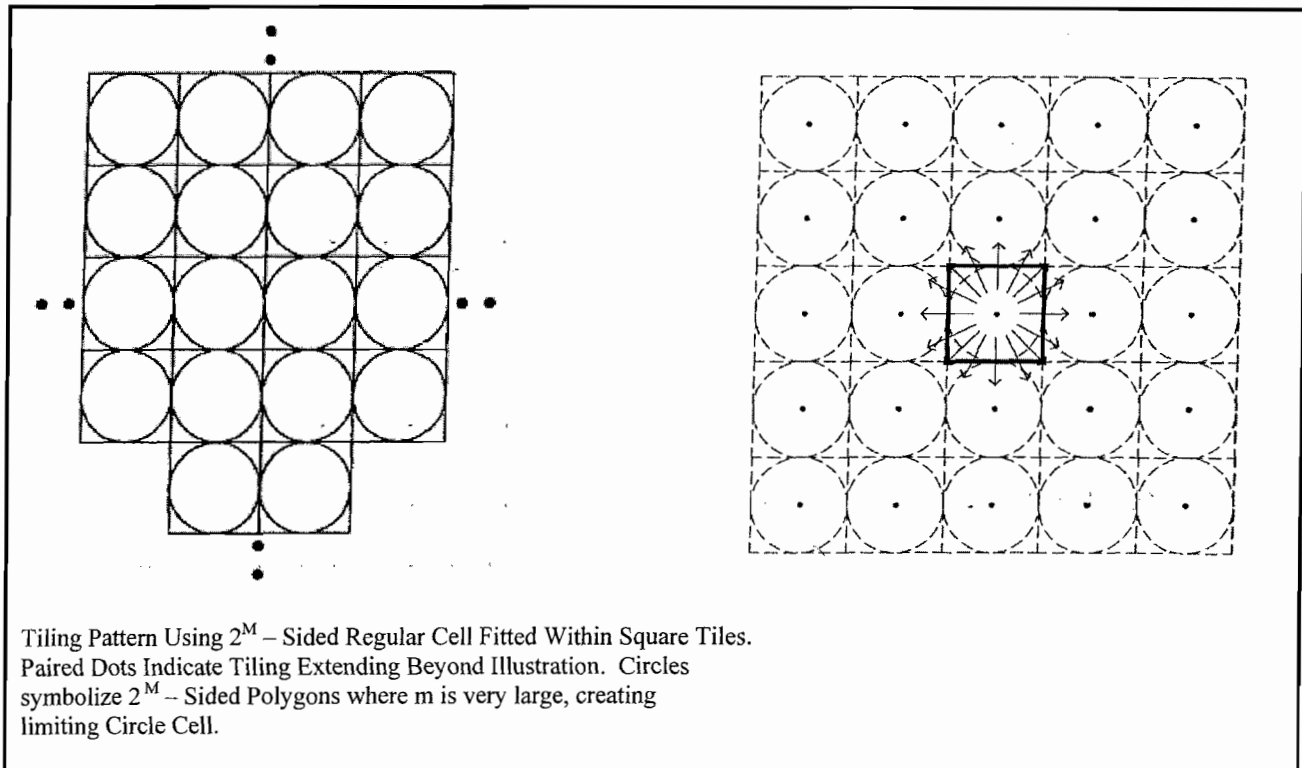 Tiling Pattern Using 2^M – Sided Regular Cell Fitted Within Square Tiles.
Paired Dots Indicate Tiling Extending Beyond Illustration. Circles
symbolize 2^M – Sided Polygons where m is very large, creating
limiting Circle Cell.